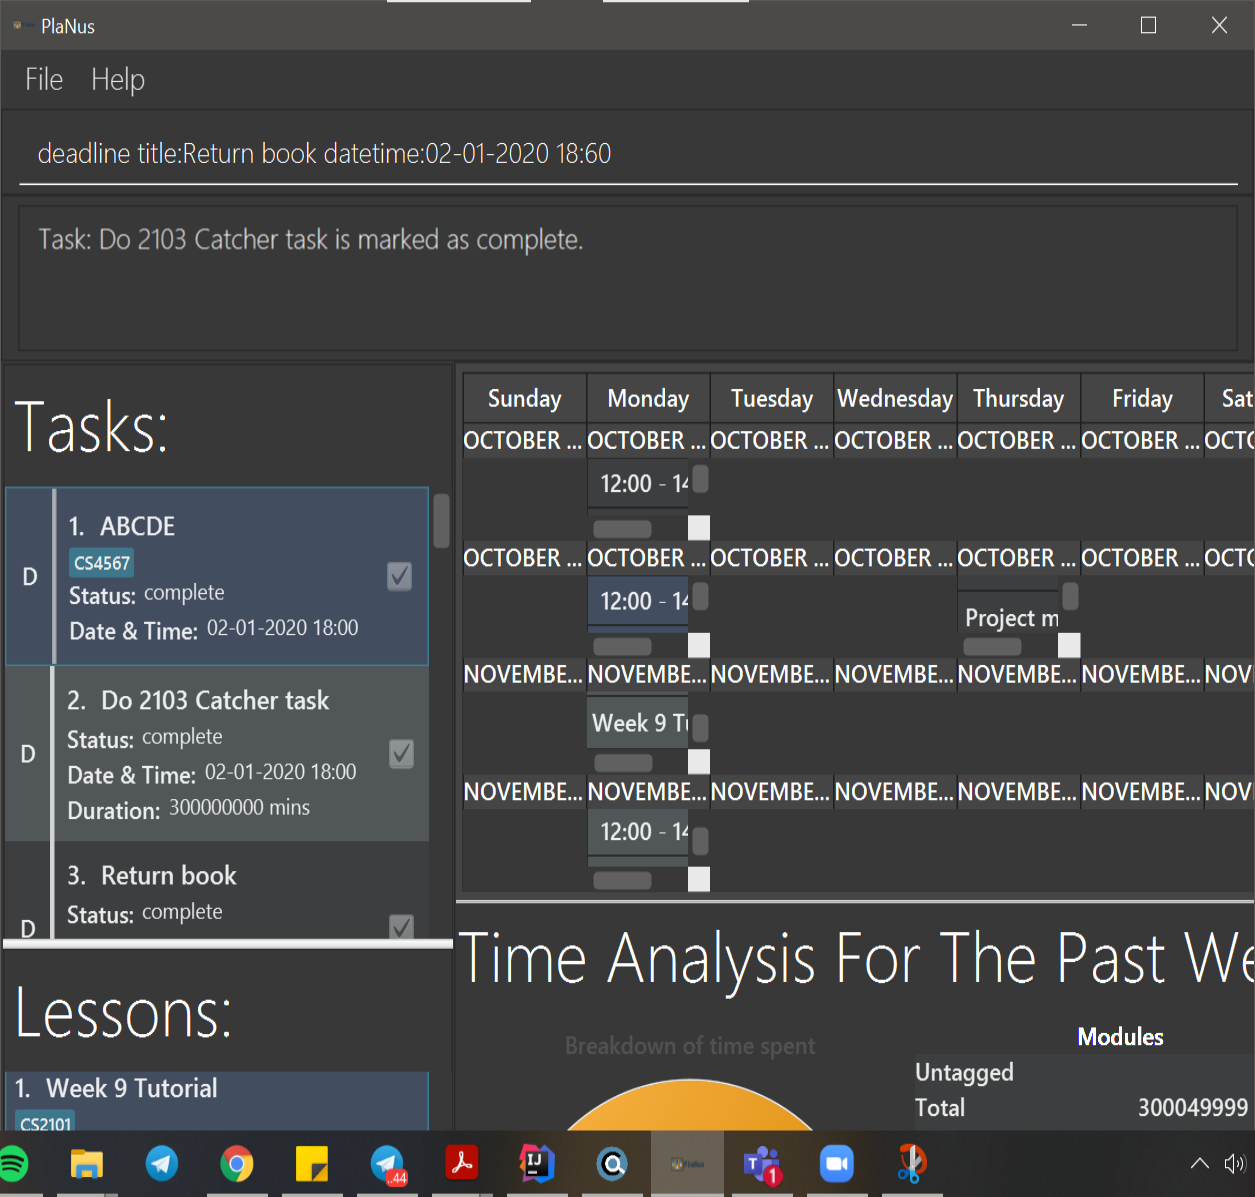 PlaNus
File Help
deadline title:Return book datetime:02-01-2020 18:60
Task: Do 2103 Catcher task is marked as complete.
Tasks:
1. ABCDE
CS4567
D
Status: complete
Date & Time: 02-01-2020 18:00
2. Do 2103 Catcher task
Status: complete
D
Date & Time: 02-01-2020 18:00
Duration: 300000000 mins
3. Return book
Status: complete
D
Lessons:
1. Week 9 Tutorial
CS2101
Sunday Monday Tuesday Wednesday Thursday Friday Sat
OCTOBER ... OCTOBER ... OCTOBER ... OCTOBER ... OCTOBER ... OCTOBER ... OCTO
12:00 - 14
OCTOBER ... OCTOBER ... OCTOBER ... OCTOBER ... OCTOBER ... OCTOBER ... OCTO
12:00 - 14
Project m
NOVEMBE... NOVEMBE... NOVEMBE... NOVEMBE... NOVEMBE... NOVEMBE... NOVE
Week 9 Tu
NOVEMBE... NOVEMBE... NOVEMBE... NOVEMBE... NOVEMBE... NOVEMBE... NOVE
12:00 - 14
Time Analysis For The Past We
Breakdown of time spent
Modules
Untagged
Total 300049999
..44
IJ
T
1